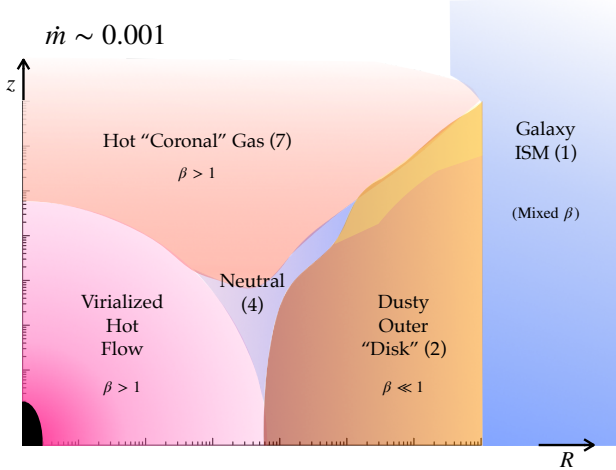 ṁ ~ 0.001
z
Hot “Coronal” Gas (7)
β > 1
Galaxy
ISM (1)
(Mixed β)
Neutral
(4)
Virialized
Hot
Flow
β > 1
Dusty
Outer
“Disk” (2)
β ≪ 1
R